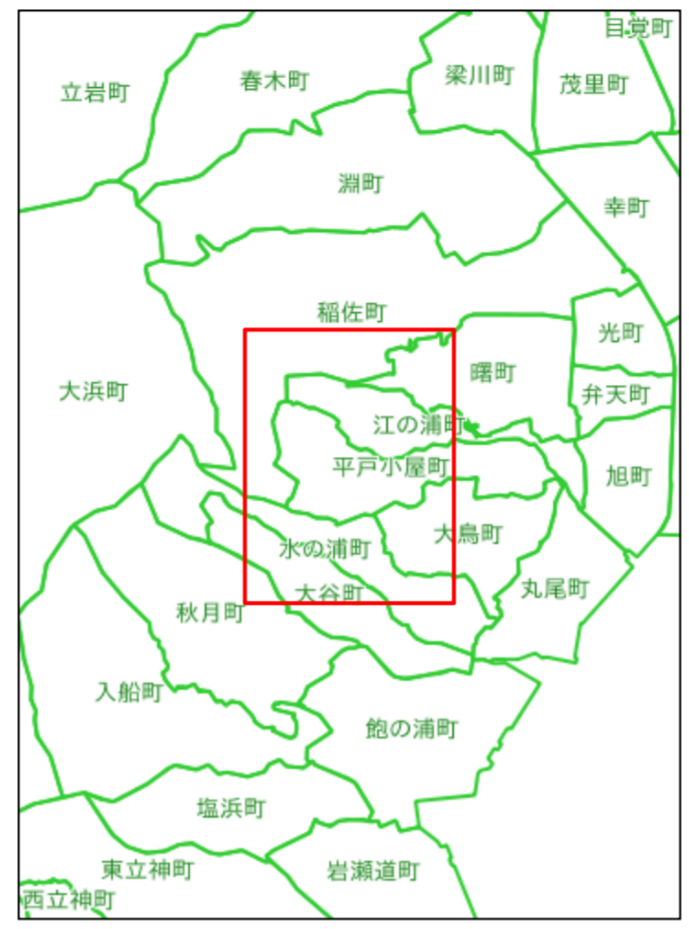 目覚町
春木町
梁川町
茂里町
立岩町
淵町
幸町
稲佐町
光町
曙町
大浜町
弁天町
江の浦町
平戸小屋町
旭町
大鳥町
水の浦町
丸尾町
大谷町
秋月町
入船町
飽の浦町
塩浜町
東立神町
岩瀬道町
西立神町